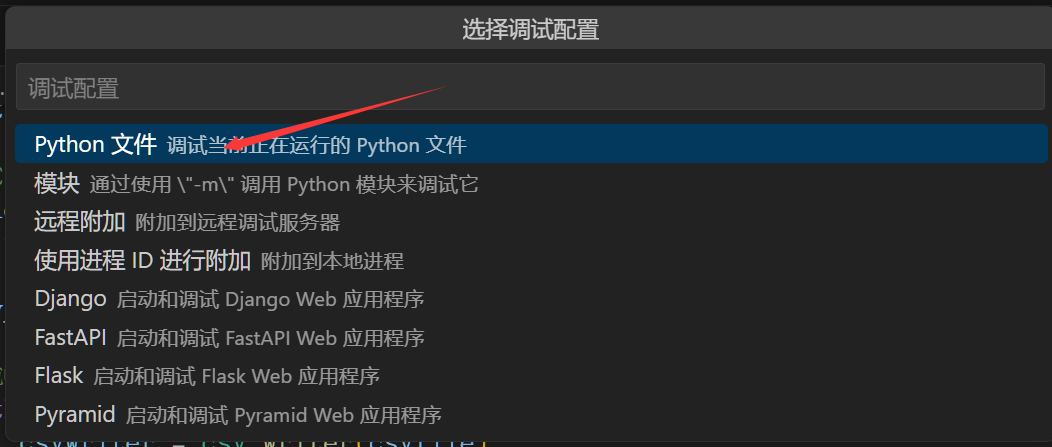 选择调试配置
调试配置
Python 文件 调试当前正在运行的 Python 文件
模块 通过使用 \"-m\" 调用 Python 模块来调试它
远程附加 附加到远程调试服务器
使用进程 ID 进行附加 附加到本地进程
Django 启动和调试 Django Web 应用程序
FastAPI 启动和调试 FastAPI Web 应用程序
Flask 启动和调试 Flask Web 应用程序
Pyramid 启动和调试 Pyramid Web 应用程序